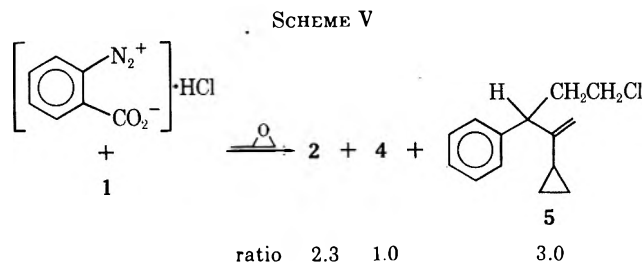 SCHEME V
N₂⁺
·HCl
CO₂⁻
+
1
O
2 + 4 +
H
CH₂CH₂Cl
5
ratio 2.3 1.0 3.0